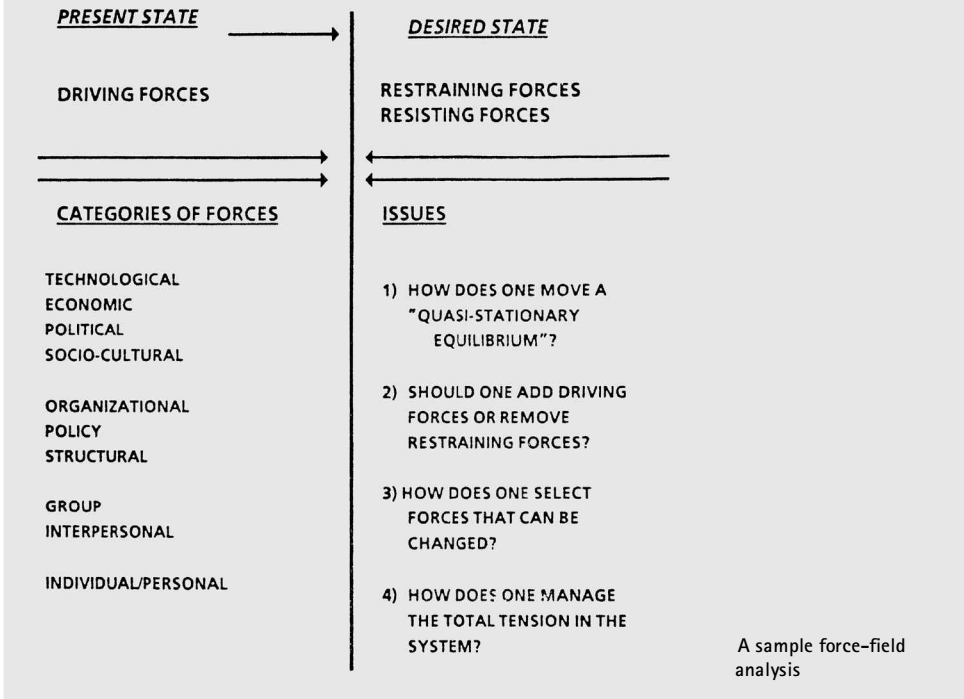 PRESENT STATE
DESIRED STATE
DRIVING FORCES
RESTRAINING FORCES
RESISTING FORCES
CATEGORIES OF FORCES
TECHNOLOGICAL
ECONOMIC
POLITICAL
SOCIO-CULTURAL
ORGANIZATIONAL
POLICY
STRUCTURAL
GROUP
INTERPERSONAL
INDIVIDUAL/PERSONAL
ISSUES
1) HOW DOES ONE MOVE A
"QUASI-STATIONARY
EQUILIBRIUM"?
2) SHOULD ONE ADD DRIVING
FORCES OR REMOVE
RESTRAINING FORCES?
3) HOW DOES ONE SELECT
FORCES THAT CAN BE
CHANGED?
4) HOW DOES ONE MANAGE
THE TOTAL TENSION IN THE
SYSTEM?
A sample force-field
analysis